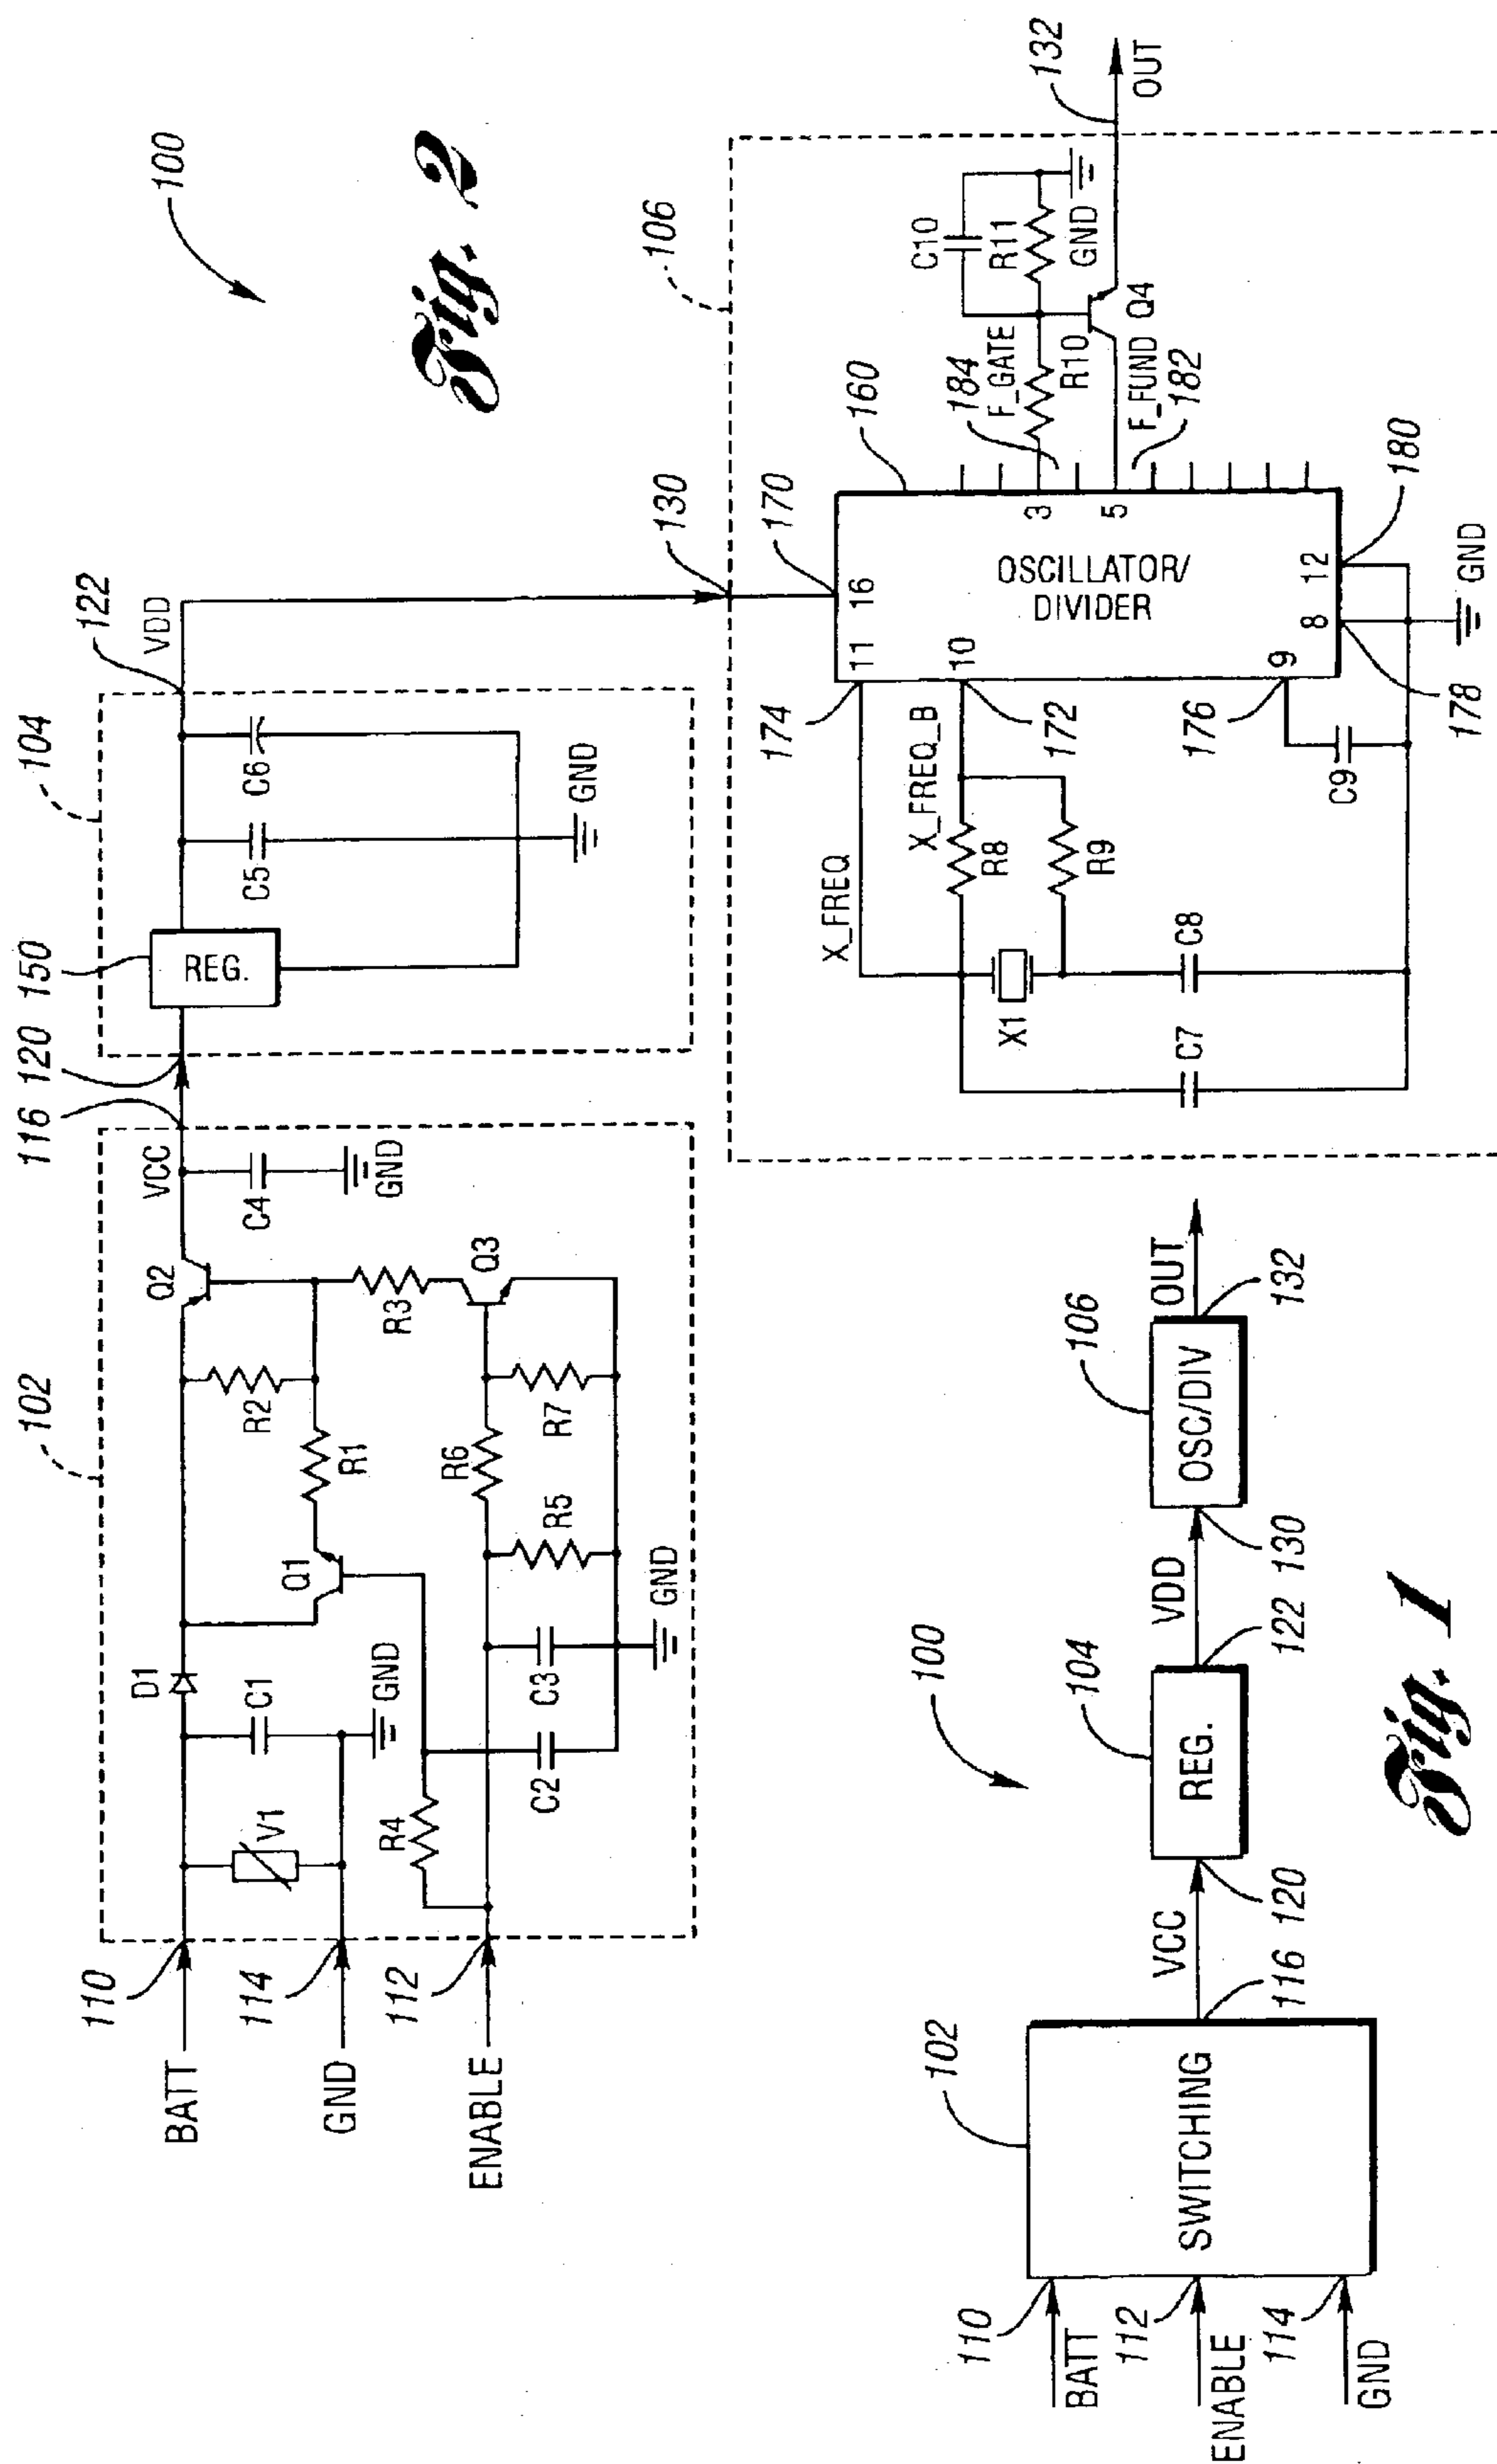 100
Fig. 2
102
BATT
110
GND
114
ENABLE
112
V1
C1
GND
D1
R4
C2
C3
GND
Q1
R1
R2
R5
R6
R7
R3
Q2
Q3
VCC
C4
GND
116
120
104
150
REG.
C5
C6
GND
122
VDD
130
106
170
160
174
11
16
X_FREQ
X_FREQ_B
10
172
R8
R9
X1
C7
C8
C9
176
9
OSCILLATOR/
DIVIDER
8
12
178
180
GND
3
5
184
F_GATE
R10
C10
R11
GND
F_FUND
182
Q4
132
OUT
100
Fig. 1
102
SWITCHING
110
BATT
112
ENABLE
114
GND
VCC
116
120
104
REG.
122
VDD
130
106
OSC/DIV
132
OUT